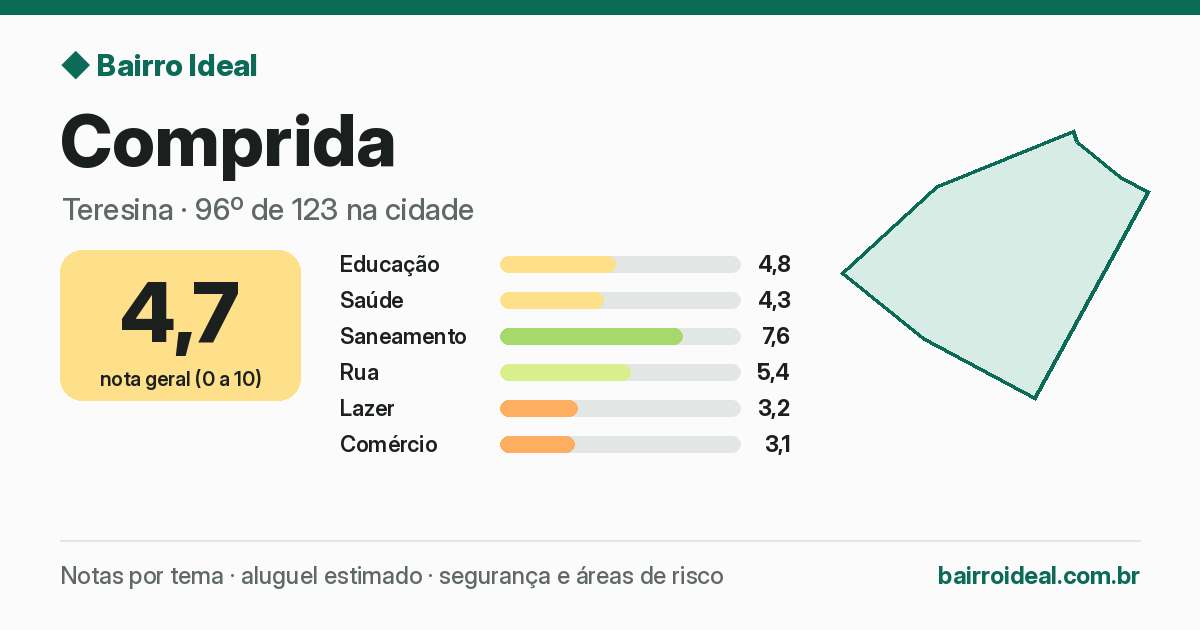 Bairro Ideal
Comprida
Teresina · 96º de 123 na cidade
4,7
nota geral (0 a 10)
Educação 4,8
Saúde 4,3
Saneamento 7,6
Rua 5,4
Lazer 3,2
Comércio 3,1
Notas por tema · aluguel estimado · segurança e áreas de risco
bairroideal.com.br